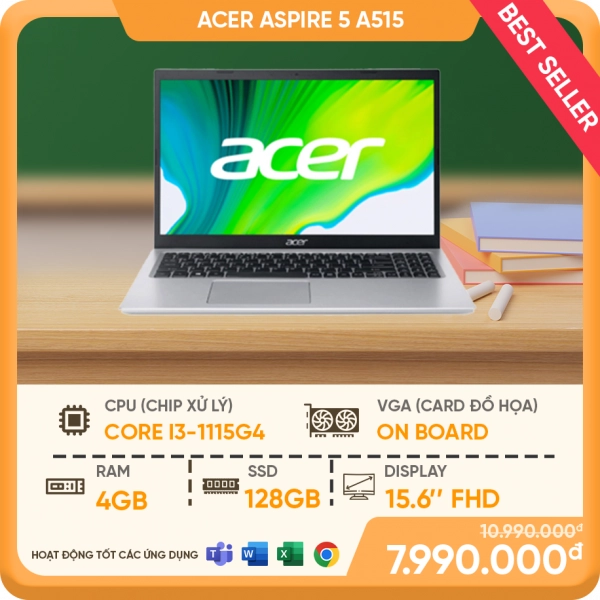 ACER ASPIRE 5 A515
BEST SELLER
acer
acer
CPU (CHIP XỬ LÝ)
CORE I3-1115G4
VGA (CARD ĐỒ HỌA)
ON BOARD
RAM
4GB
SSD
128GB
DISPLAY
15.6’’ FHD
HOẠT ĐỘNG TỐT CÁC ỨNG DỤNG
10.990.000đ
7.990.000đ